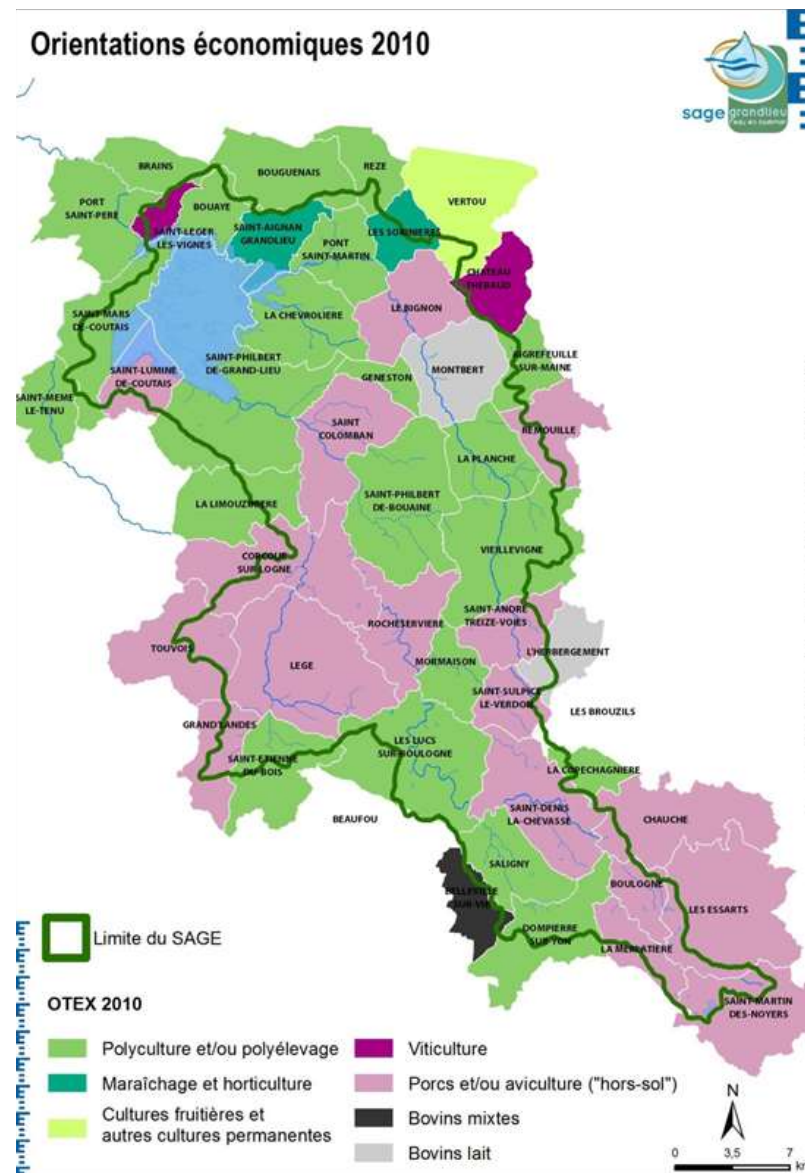 Orientations économiques 2010
sage grandlieu
BRAINS
BOUGUENAIS
REZE
VERTOU
PORT
SAINT-PERE
BOUAYE
SAINT-LEGER
LES-VIGNES
SAINT-AIGNAN
GRANDLIEU
LES SORINIERES
PONT
SAINT-MARTIN
CHATEAU
THEBAUD
SAINT-MARS
DE-COUTAIS
LA CHEVROLIERE
LE BIGNON
AIGREFEUILLE
SUR-MAINE
SAINT-LUMINE
DE-COUTAIS
SAINT-PHILBERT
DE-GRAND-LIEU
MONTBERT
GENESTON
SAINT-MEME
LE-TENU
SAINT
COLOMBAN
REMOUILLE
LA PLANCHE
LA LIMOUZINIERE
SAINT-PHILBERT
DE-BOUAINE
VIEILLEVIGNE
CORCOUE
SUR-LOGNE
ROCHESERVIERE
SAINT-ANDRE
TREIZE-VOIES
TOUVOIS
LEGE
MORMAISON
L'HERBERGEMENT
SAINT-SULPICE
LE-VERDON
LES BROUZILS
GRAND'LANDES
SAINT-ETIENNE
DU-BOIS
LES LUCS
SUR-BOULOGNE
LA COPECHAGNIERE
BEAUFOU
SAINT-DENIS
LA-CHEVASSE
CHAUCHE
SALIGNY
BOULOGNE
BELLEVILLE
SUR-VIE
LES ESSARTS
DOMPIERRE
SUR-YON
LA MERLATIERE
SAINT-MARTIN
DES-NOYERS
Limite du SAGE
OTEX 2010
Polyculture et/ou polyélevage
Maraîchage et horticulture
Cultures fruitières et
autres cultures permanentes
Viticulture
Porcs et/ou aviculture ("hors-sol")
Bovins mixtes
Bovins lait
N
0 3,5 7